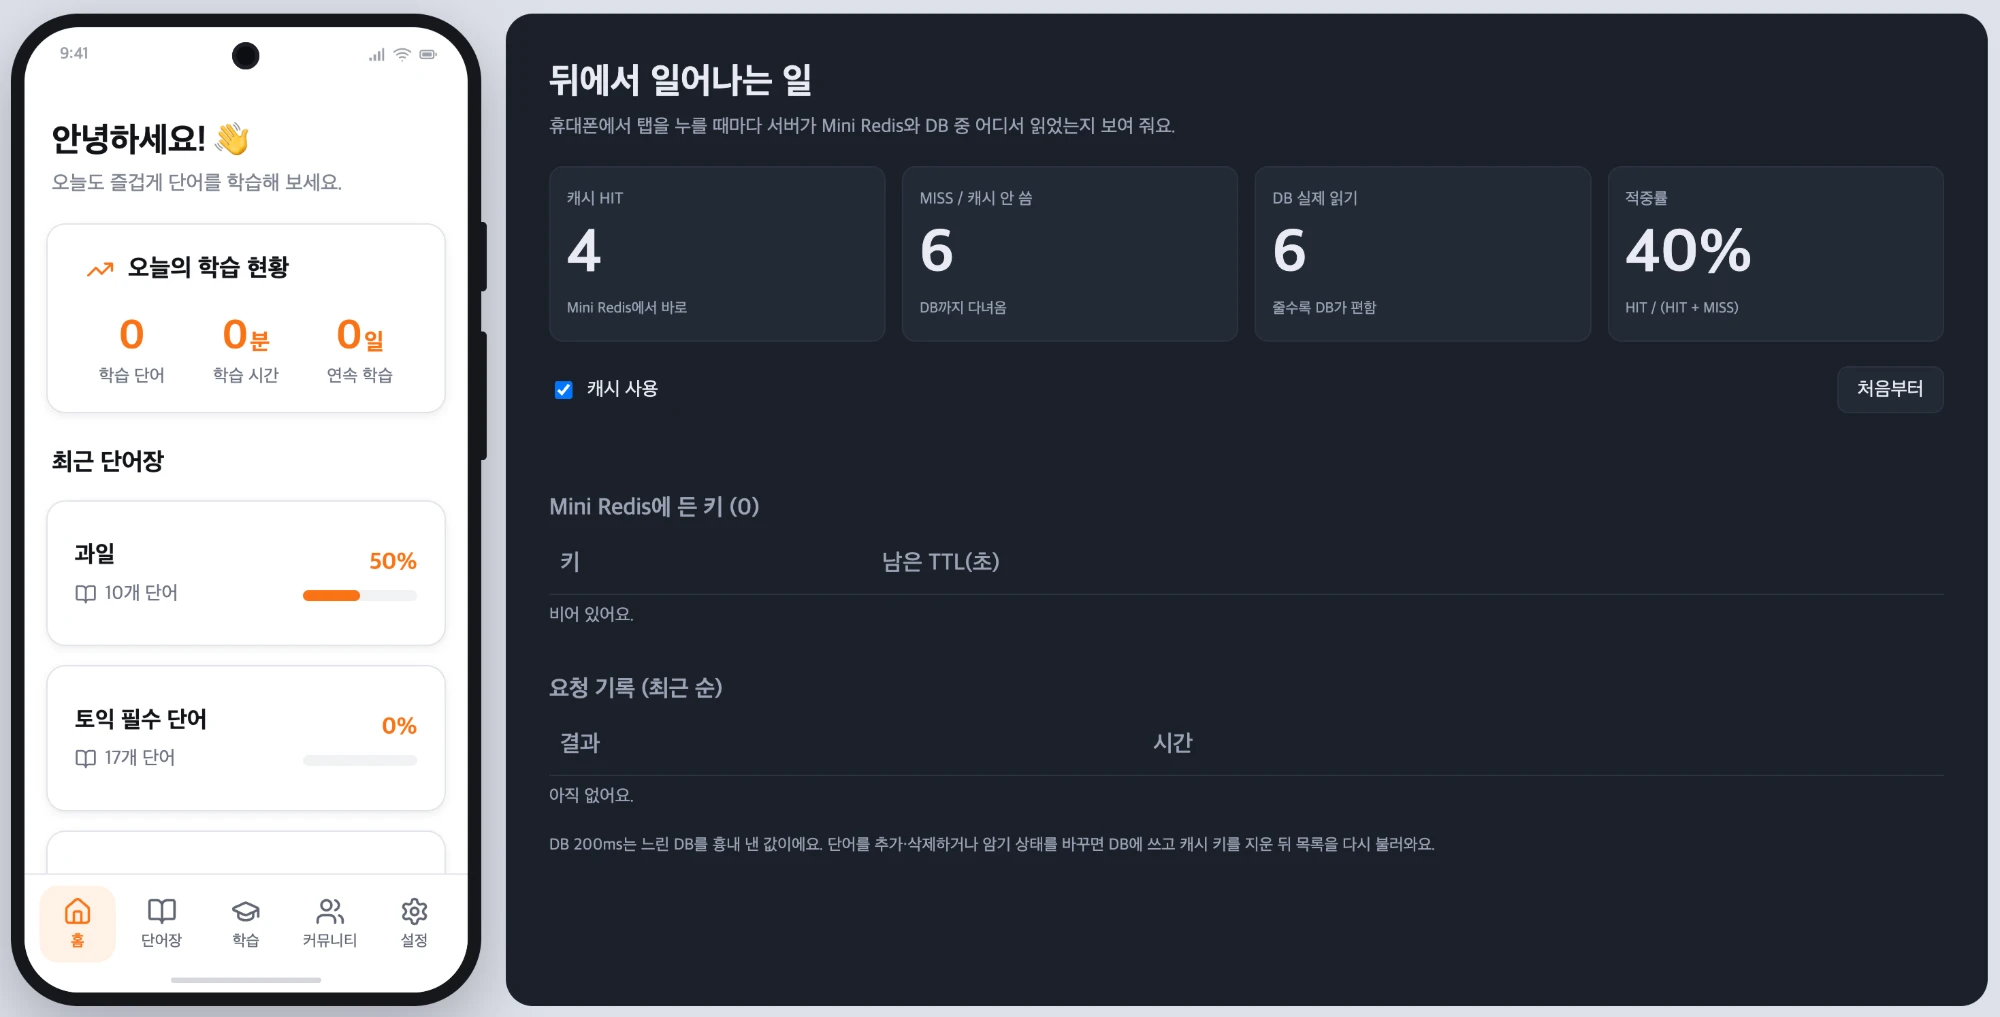 9:41
안녕하세요! 👋
오늘도 즐겁게 단어를 학습해 보세요.
오늘의 학습 현황
0 0분 0일
학습 단어 학습 시간 연속 학습
최근 단어장
과일
50%
10개 단어
토익 필수 단어
0%
17개 단어
홈 단어장 학습 커뮤니티 설정
뒤에서 일어나는 일
휴대폰에서 탭을 누를 때마다 서버가 Mini Redis와 DB 중 어디서 읽었는지 보여 줘요.
캐시 HIT
4
Mini Redis에서 바로
MISS / 캐시 안 씀
6
DB까지 다녀옴
DB 실제 읽기
6
줄수록 DB가 편함
적중률
40%
HIT / (HIT + MISS)
캐시 사용
처음부터
Mini Redis에 든 키 (0)
키 남은 TTL(초)
비어 있어요.
요청 기록 (최근 순)
결과 시간
아직 없어요.
DB 200ms는 느린 DB를 흉내 낸 값이에요. 단어를 추가·삭제하거나 암기 상태를 바꾸면 DB에 쓰고 캐시 키를 지운 뒤 목록을 다시 불러와요.